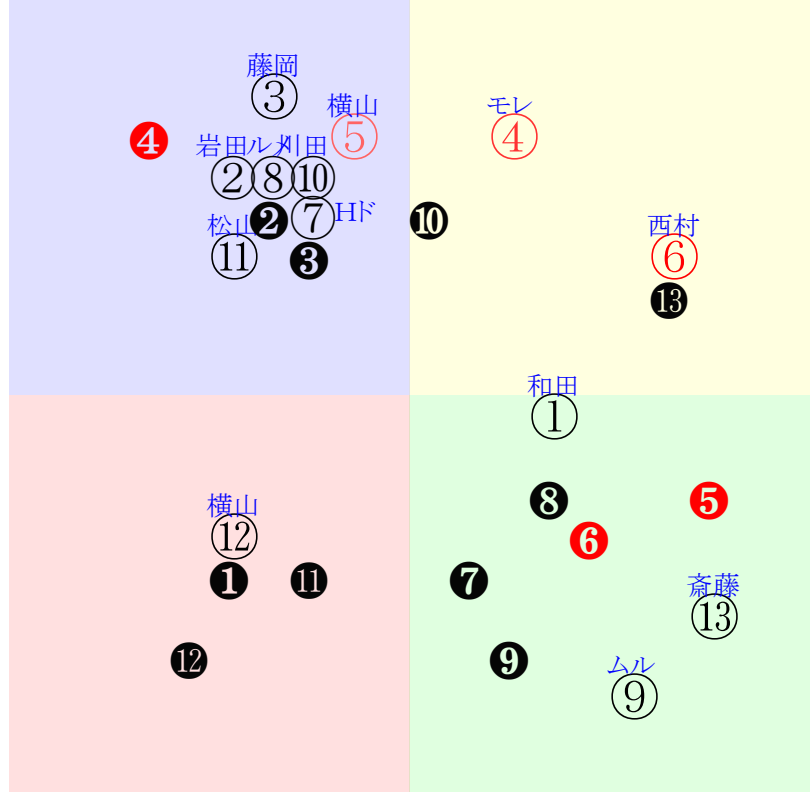 藤岡
③
横山
⑤
モレ
④
❹
岩田
②
ルメ
⑧
川田
⑩
松山
⑪
❷
⑦
Hド
❸
❿
西村
⑥
⓭
和田
①
❽
❺
❻
横山
⑫
❶
⓫
❼
斎藤
⑬
⓬
❾
ムル
⑨